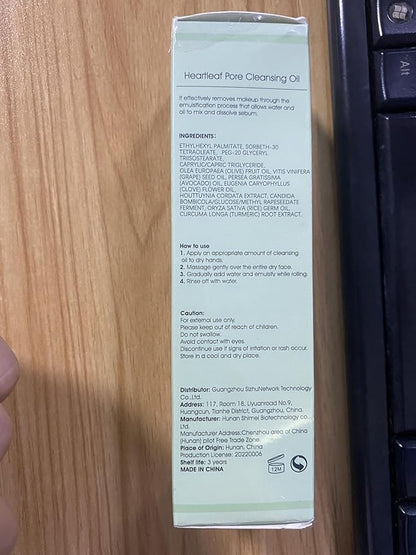 Heartleaf Pore Cleansing Oil
It effectively removes makeup through the
emulsification process that allows water and
oil to mix and dissolve sebum.
INGREDIENTS:
ETHYLHEXYL PALMITATE, SORBETH-30
TETRAOLEATE, PEG-20 GLYCERYL
TRIISOSTEARATE,
CAPRYLIC/CAPRIC TRIGLYCERIDE,
OLEA EUROPAEA (OLIVE) FRUIT OIL, VITIS VINIFERA
(GRAPE) SEED OIL, PERSEA GRATISSIMA
(AVOCADO) OIL, EUGENIA CARYOPHYLLUS
(CLOVE) FLOWER OIL,
HOUTTUYNIA CORDATA EXTRACT, CANDIDA
BOMBICOLA/GLUCOSE/METHYL RAPESEEDATE
FERMENT, ORYZA SATIVA (RICE) GERM OIL,
CURCUMA LONGA (TURMERIC) ROOT EXTRACT.
How to use
1. Apply an appropriate amount of cleansing
oil to dry hands.
2. Massage gently over the entire dry face.
3. Gradually add water and emulsify while rolling.
4. Rinse off with water.
Caution:
For external use only.
Please keep out of reach of children.
Do not swallow.
Avoid contact with eyes.
Discontinue use if signs of irritation or rash occur.
Store in a cool and dry place.
Distributor: Guangzhou SizhuNetwork Technology
Co.,Ltd.
Address: 117, Room 18, Liyuanroad No.9,
Huangcun, Tianhe District, Guangzhou, China.
Manufacturer: Hunan Shimei Biotechnology co.
Ltd.
Manufacturer Address:Chenzhou area of China
(Hunan) pilot Free Trade Zone
Place of Origin: Hunan, China
Production License: 20220006
Shelf life: 3 years
MADE IN CHINA
12M
Alt